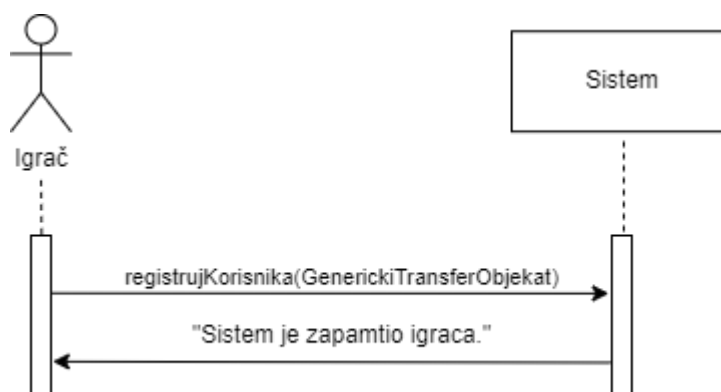 Sistem
Igrač
registrujKorisnika(GenerickiTransferObjekat)
"Sistem je zapamtio igraca."